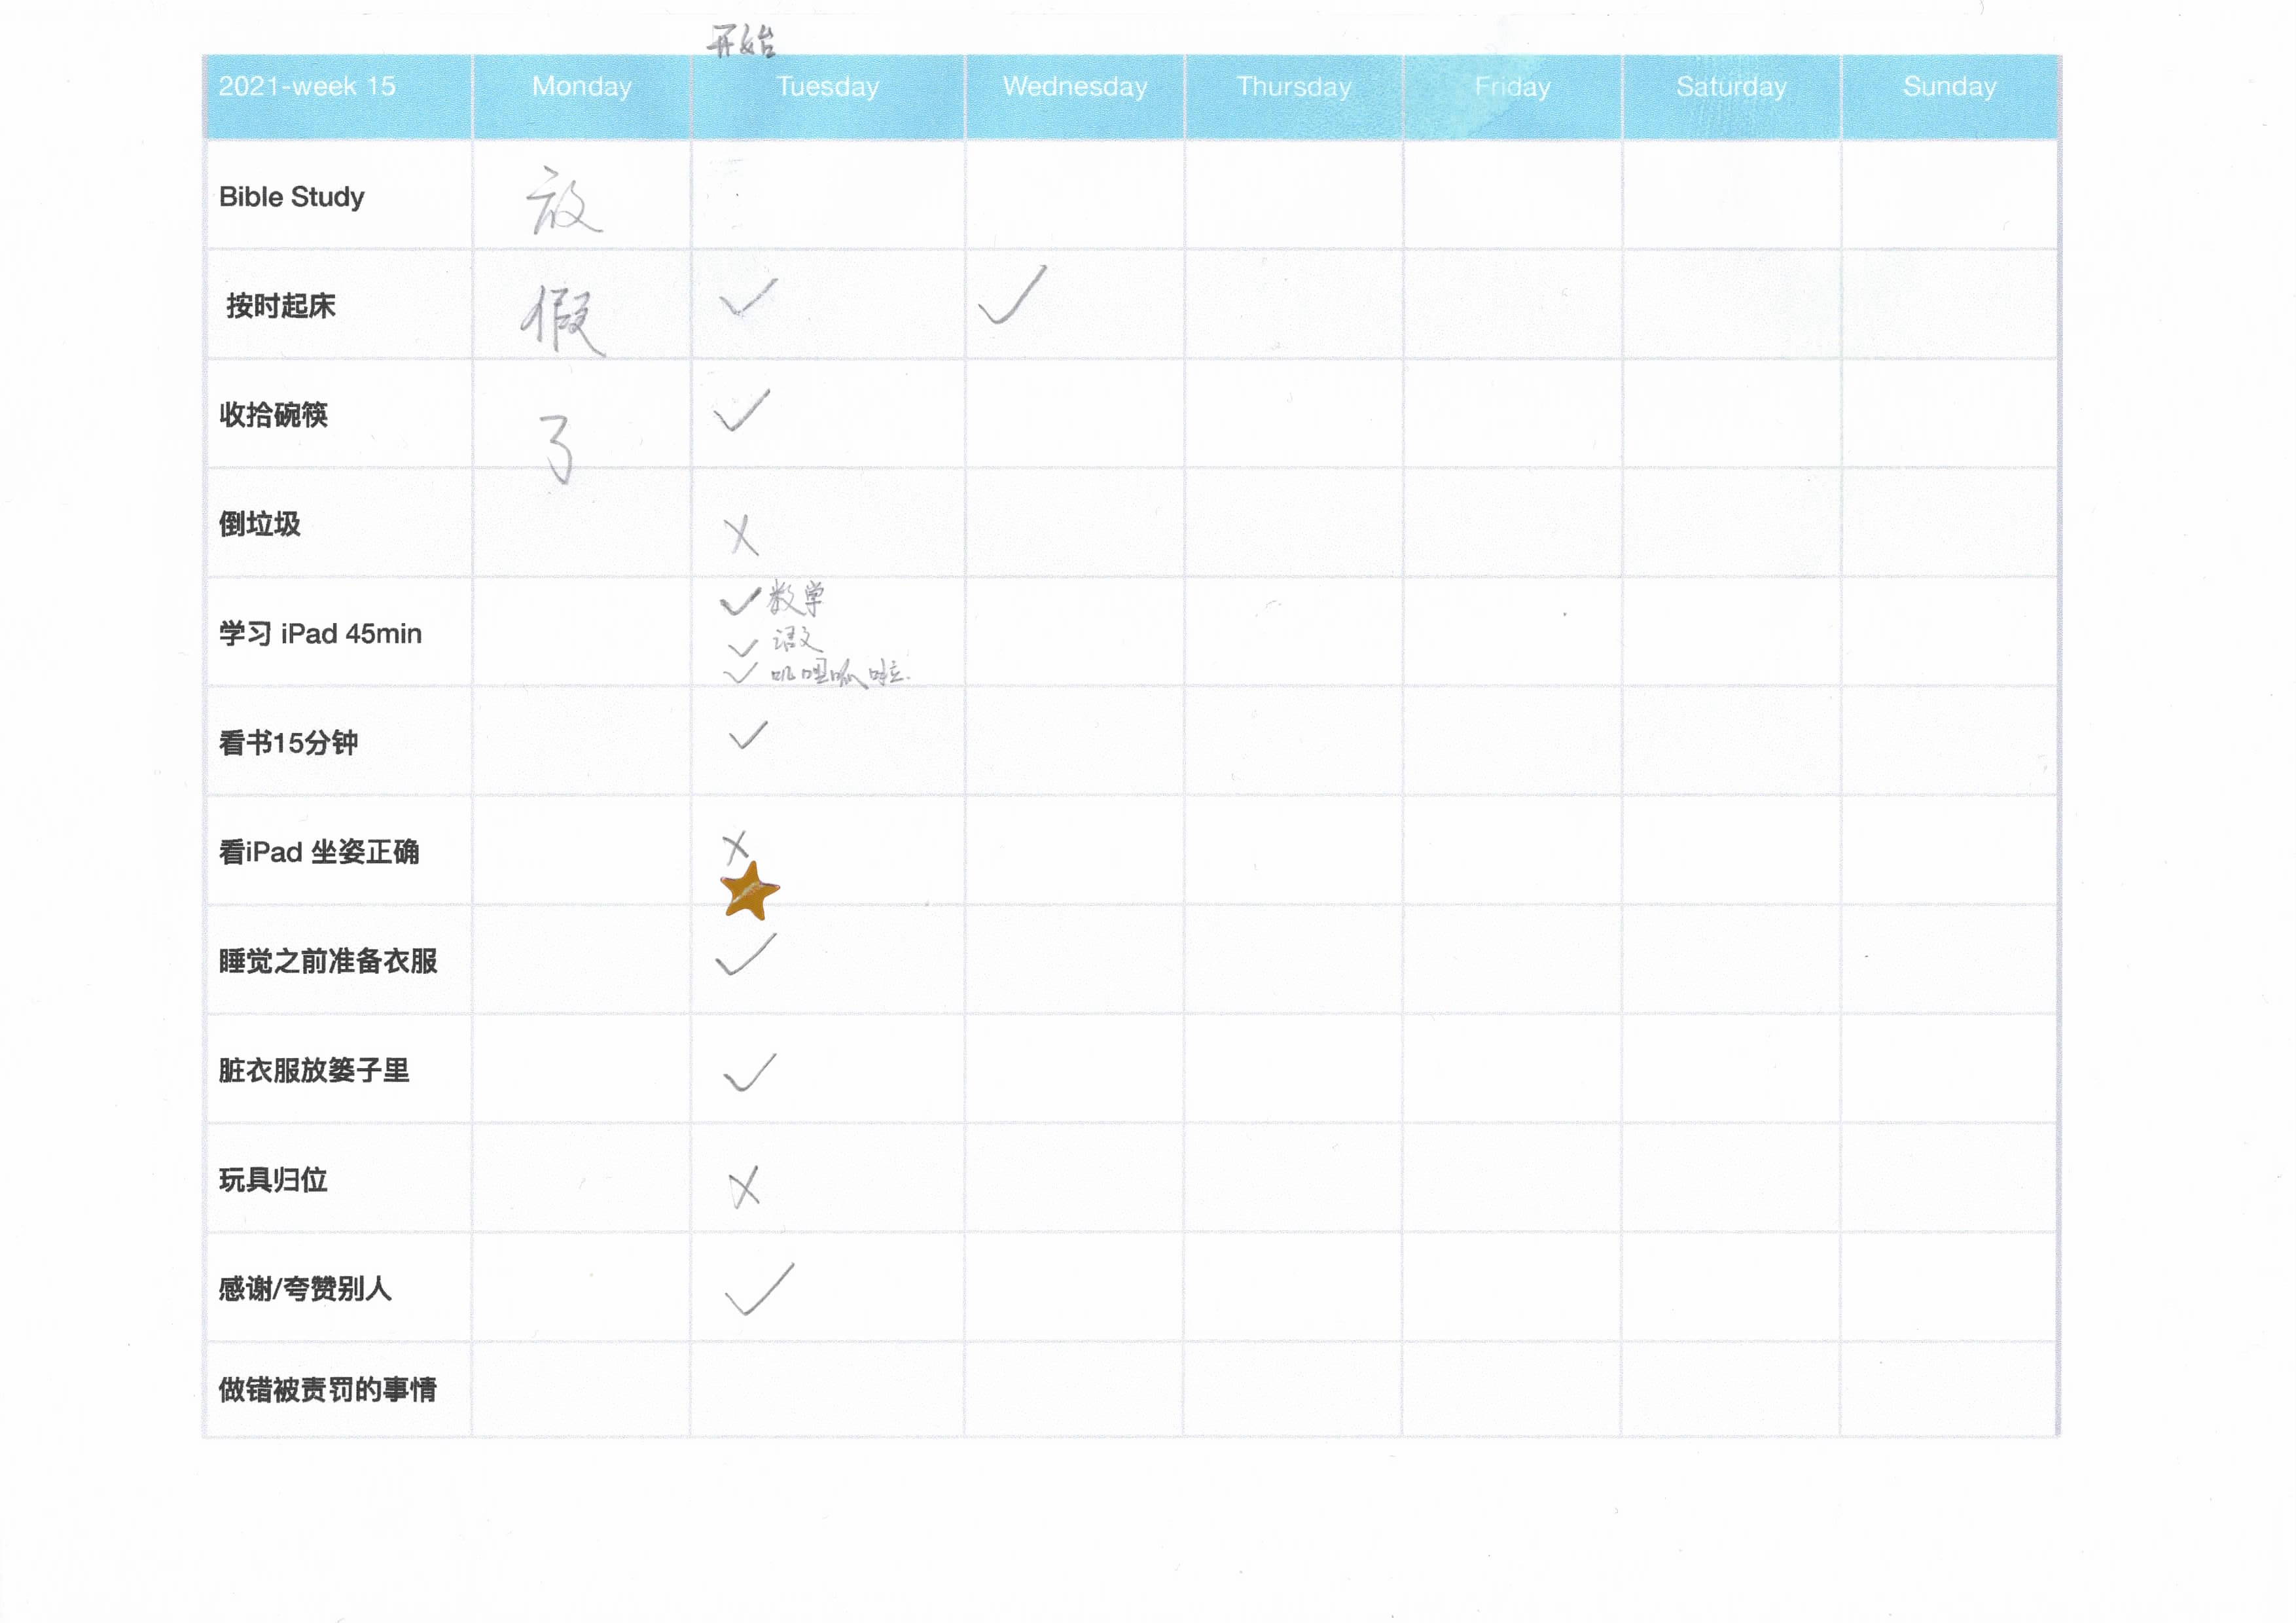 开始
2021-week 15 Monday Tuesday Wednesday Thursday Friday Saturday Sunday
Bible Study 放
按时起床 假 ✓ ✓
收拾碗筷 了 ✓
倒垃圾 ✗
学习 iPad 45min ✓ 数学
✓ 语文
✓ 叽哩呱啦.
看书15分钟 ✓
看iPad 坐姿正确 ✗
睡觉之前准备衣服 ✓
脏衣服放篓子里 ✓
玩具归位 ✗
感谢/夸赞别人 ✓
做错被责罚的事情